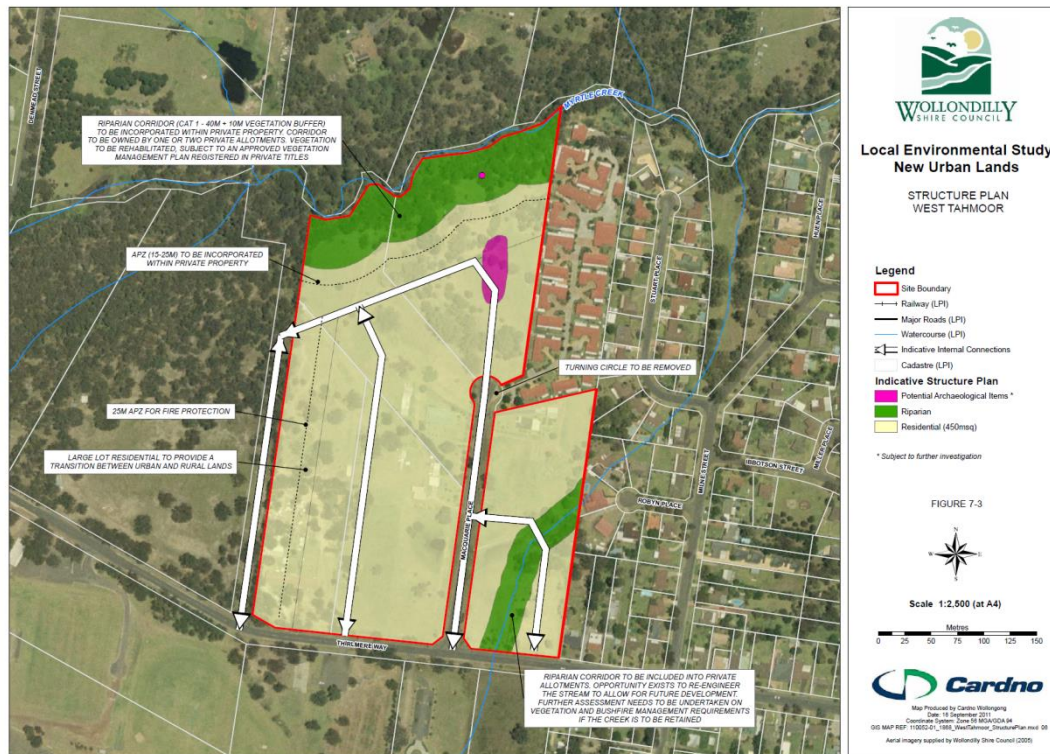 DENMEAD STREET
RIPARIAN CORRIDOR (CAT 1 - 40M + 10M VEGETATION BUFFER)
TO BE INCORPORATED WITHIN PRIVATE PROPERTY. CORRIDOR
TO BE OWNED BY ONE OR TWO PRIVATE ALLOTMENTS. VEGETATION
TO BE REHABILITATED, SUBJECT TO AN APPROVED VEGETATION
MANAGEMENT PLAN REGISTERED IN PRIVATE TITLES
MYRTLE CREEK
APZ (15-25M) TO BE INCORPORATED
WITHIN PRIVATE PROPERTY
STUART PLACE
TURNING CIRCLE TO BE REMOVED
25M APZ FOR FIRE PROTECTION
LARGE LOT RESIDENTIAL TO PROVIDE A
TRANSITION BETWEEN URBAN AND RURAL LANDS
MACQUARIE PLACE
ROBYN PLACE
MILNE STREET
IBBOTSON STREET
THIRLMERE WAY
RIPARIAN CORRIDOR TO BE INCLUDED INTO PRIVATE
ALLOTMENTS. OPPORTUNITY EXISTS TO RE-ENGINEER
THE STREAM TO ALLOW FOR FUTURE DEVELOPMENT.
FURTHER ASSESSMENT NEEDS TO BE UNDERTAKEN ON
VEGETATION AND BUSHFIRE MANAGEMENT REQUIREMENTS
IF THE CREEK IS TO BE RETAINED
WOLLONDILLY
SHIRE COUNCIL
Local Environmental Study
New Urban Lands
STRUCTURE PLAN
WEST TAHMOOR
Legend
Site Boundary
Railway (LPI)
Major Roads (LPI)
Watercourse (LPI)
Indicative Internal Connections
Cadastre (LPI)
Indicative Structure Plan
Potential Archaeological Items *
Riparian
Residential (450msq)
* Subject to further investigation
FIGURE 7-3
N
W
E
S
Scale 1:2,500 (at A4)
Metres
0 25 50 75 100 125 150
Cardno
Map Produced by Cardno Wollongong
Date: 16 September 2011
Coordinate System: Zone 56 MGA/GDA 94
Aerial imagery supplied by Wollondilly Shire Council (2005)